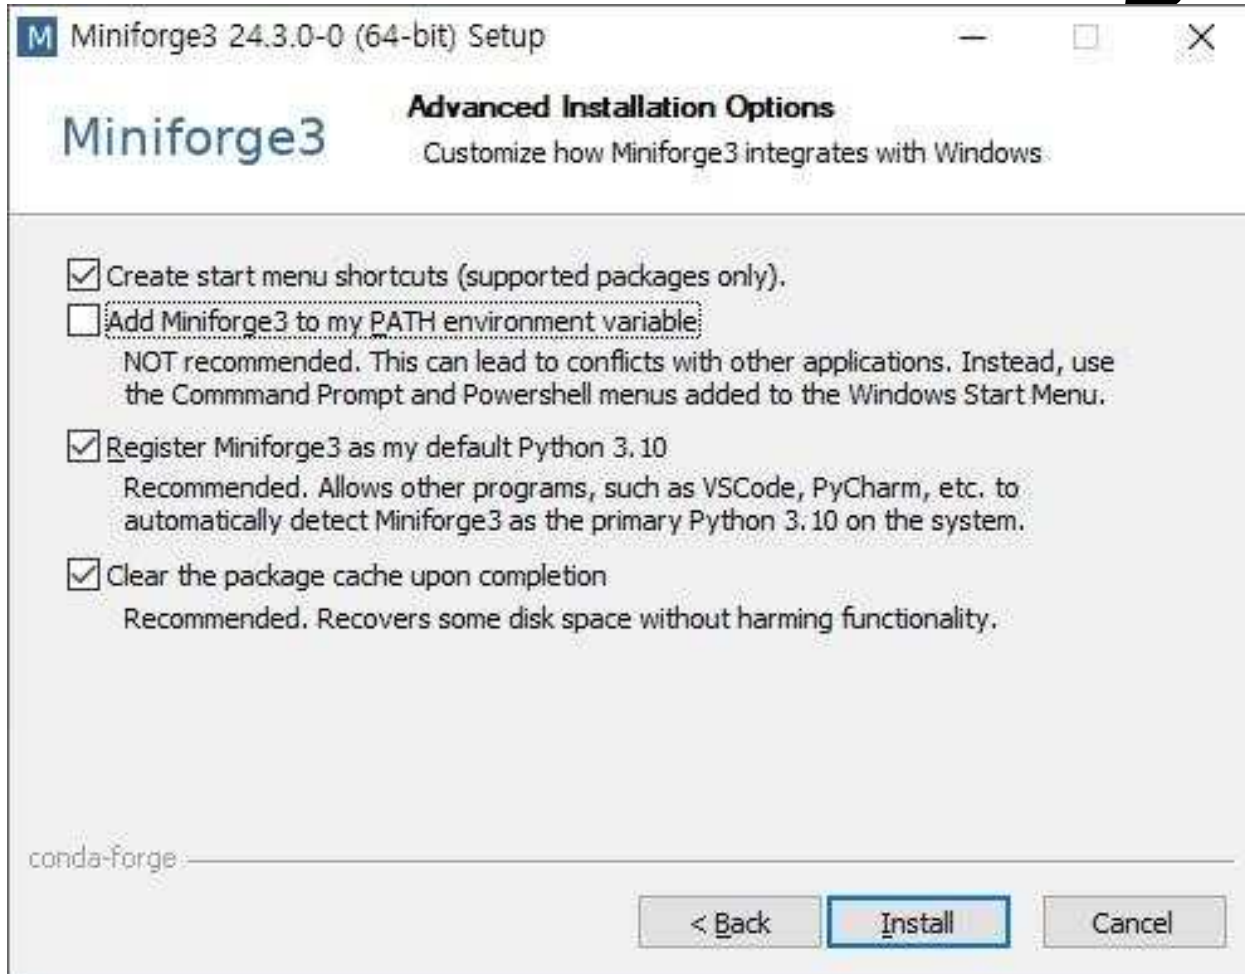 M Miniforge3 24.3.0-0 (64-bit) Setup
Miniforge3
Advanced Installation Options
Customize how Miniforge3 integrates with Windows
Create start menu shortcuts (supported packages only).
Add Miniforge3 to my PATH environment variable
NOT recommended. This can lead to conflicts with other applications. Instead, use
the Commmand Prompt and Powershell menus added to the Windows Start Menu.
Register Miniforge3 as my default Python 3.10
Recommended. Allows other programs, such as VSCode, PyCharm, etc. to
automatically detect Miniforge3 as the primary Python 3.10 on the system.
Clear the package cache upon completion
Recommended. Recovers some disk space without harming functionality.
conda-forge
< Back Install Cancel